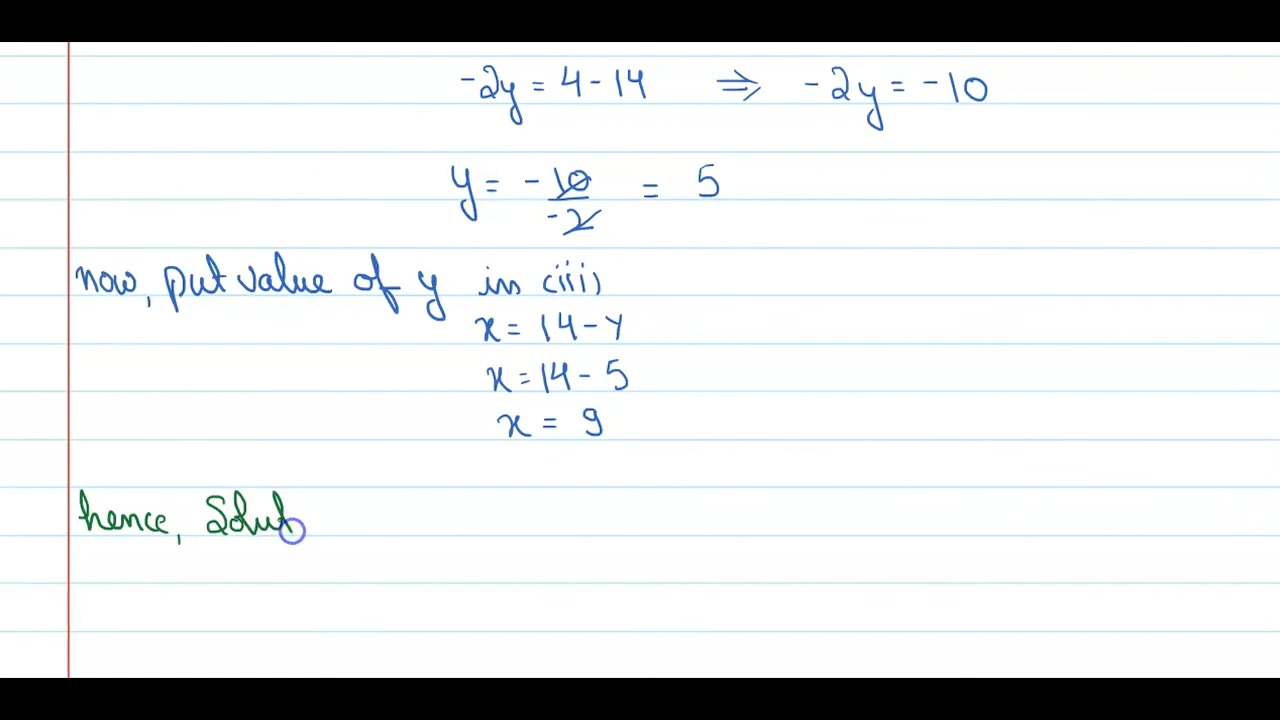 -2y = 4 - 14 ⇒ -2y = -10
y = -10/-2 = 5
now, put value of y in (iii)
x = 14 - y
x = 14 - 5
x = 9
hence, Solut